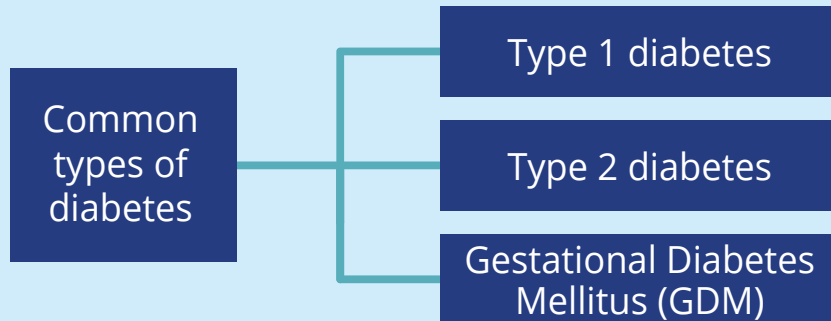 Common
types of
diabetes
Type 1 diabetes
Type 2 diabetes
Gestational Diabetes
Mellitus (GDM)